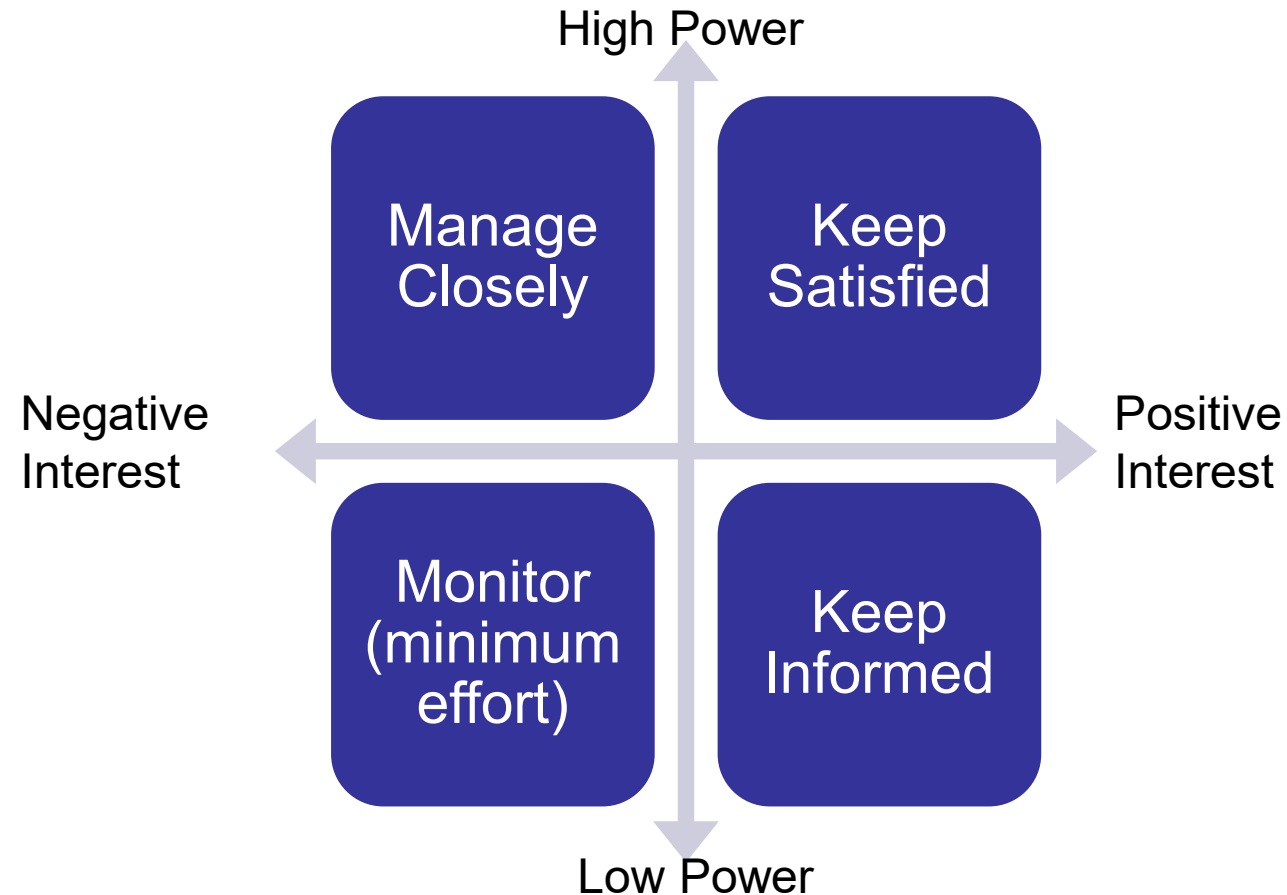 High Power
Manage
Closely
Keep
Satisfied
Negative
Interest
Positive
Interest
Monitor
(minimum
effort)
Keep
Informed
Low Power